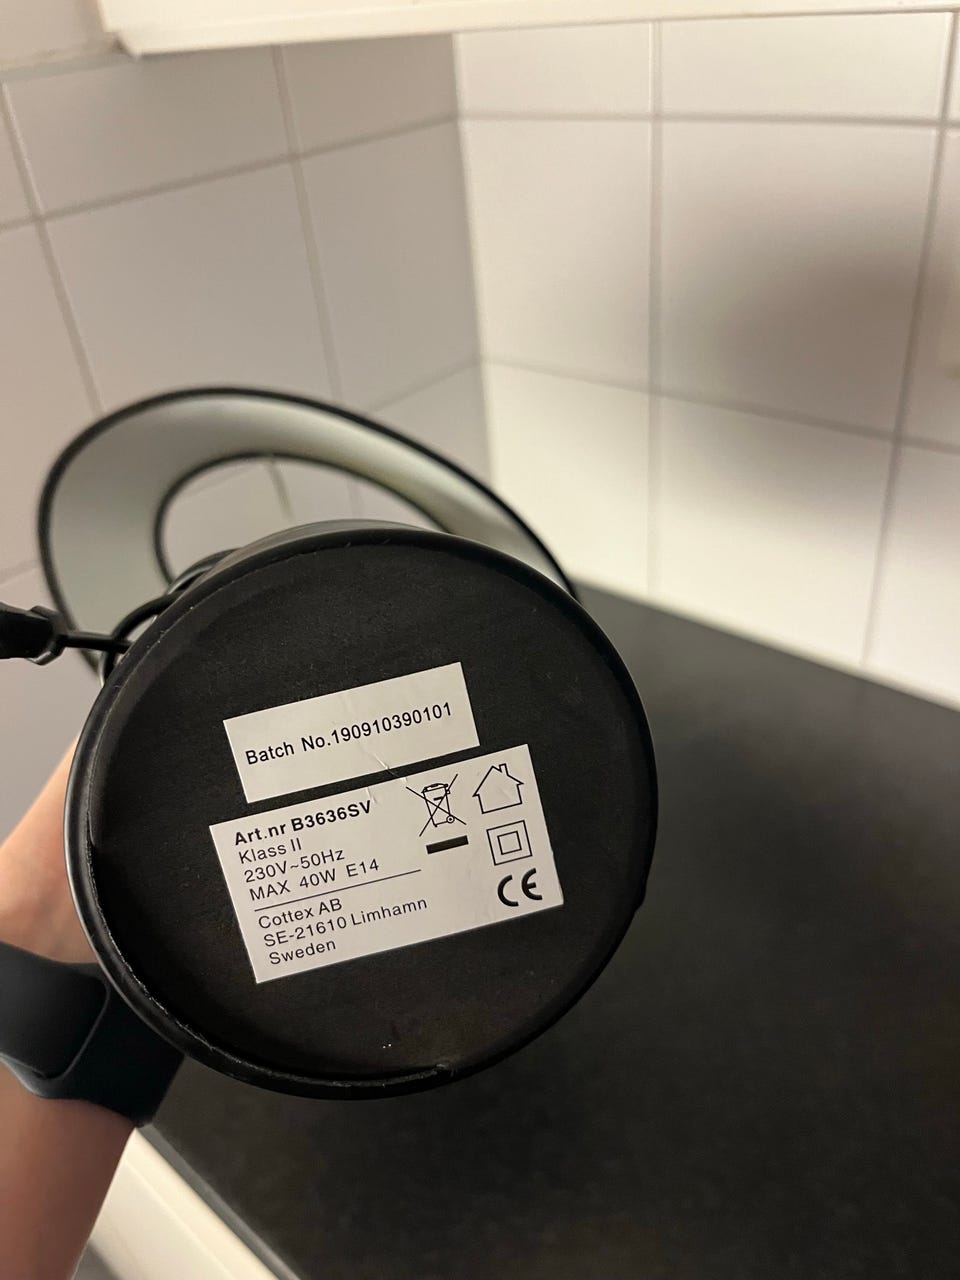 Batch No.190910390101
Art.nr B3636SV
Klass II
230V~50Hz
MAX 40W E14
Cottex AB
SE-21610 Limhamn
Sweden
CE